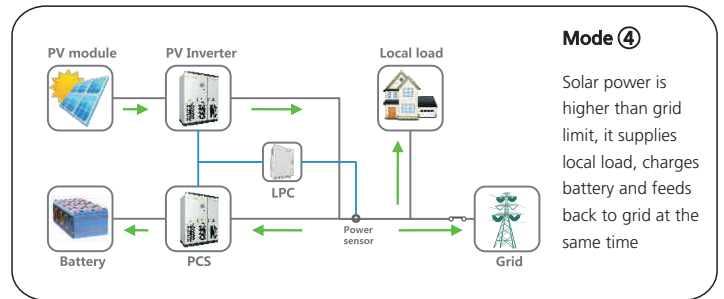 Mode ④
PV module
PV Inverter
Local load
Solar power is
higher than grid
limit, it supplies
local load, charges
battery and feeds
back to grid at the
same time
LPC
Power
sensor
Battery
PCS
Grid